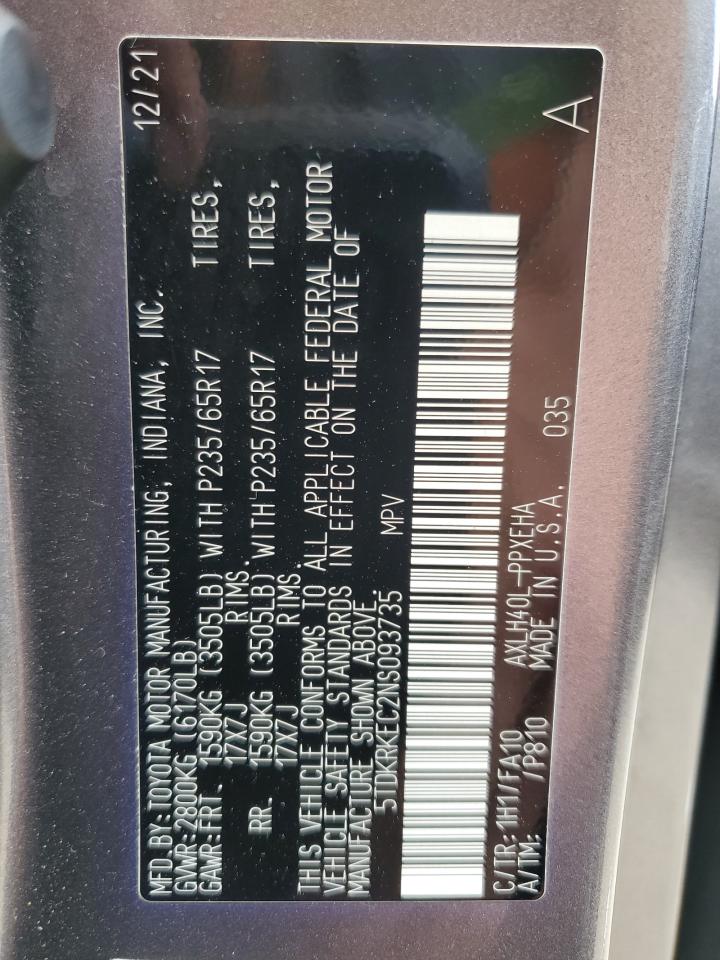 MFD. BY: TOYOTA MOTOR MANUFACTURING, INDIANA, INC. 12/21
GVWR: 2800KG (6170LB)
GAWR: FRT. 1590KG (3505LB) WITH P235/65R17 TIRES,
17X7J RIMS.
RR. 1590KG (3505LB) WITH P235/65R17 TIRES,
17X7J RIMS.
THIS VEHICLE CONFORMS TO ALL APPLICABLE FEDERAL MOTOR
VEHICLE SAFETY STANDARDS IN EFFECT ON THE DATE OF
MANUFACTURE SHOWN ABOVE.
5TDKRKEC2NS093735 MPV
C/TR: 1H1/FA10 AXLH40L-PPXEHA
A/TM: /P810 MADE IN U.S.A. 035 A